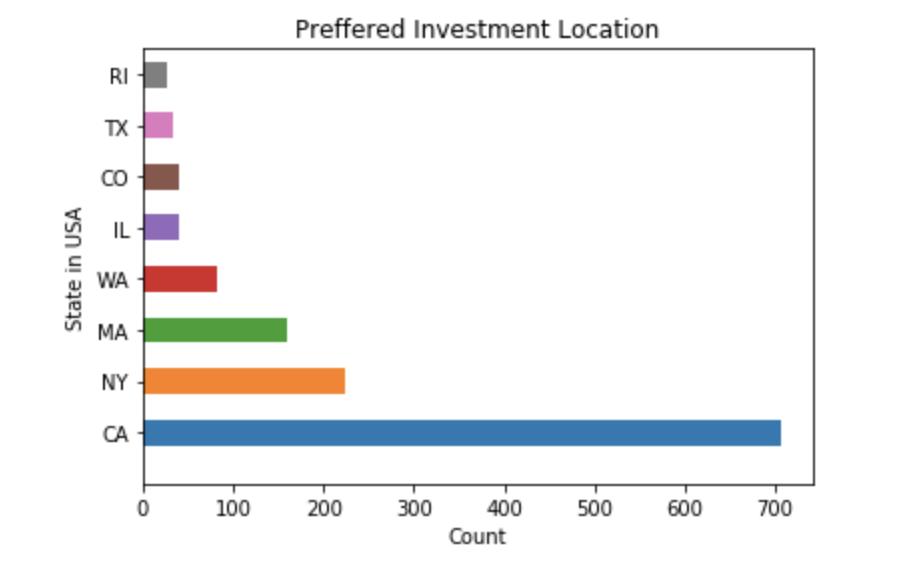 Preffered Investment Location
RI
TX
CO
IL
WA
MA
NY
CA
State in USA
0 100 200 300 400 500 600 700
Count